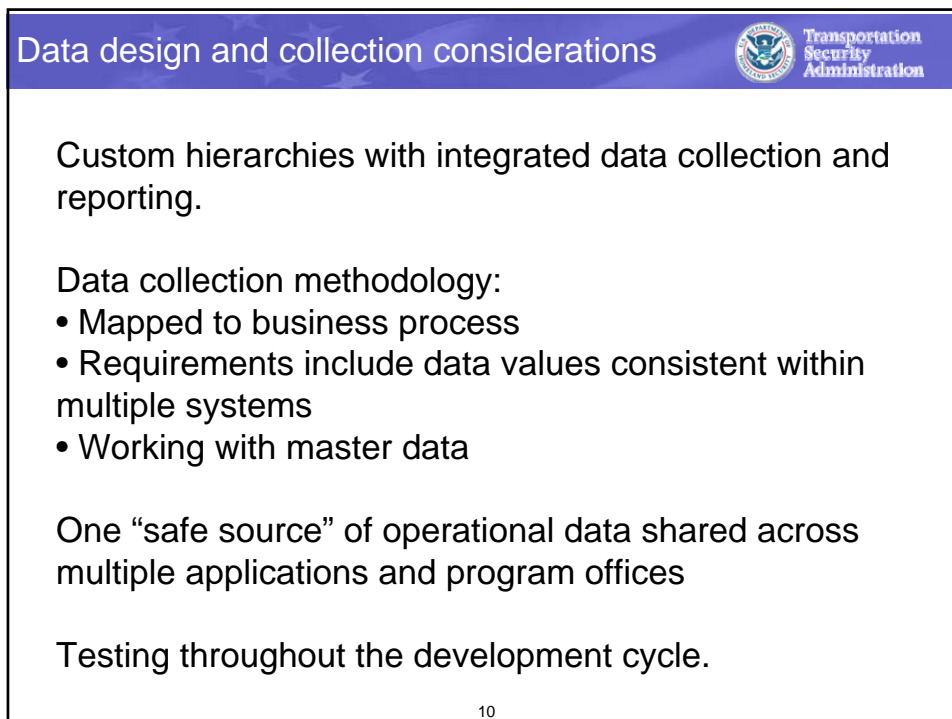 Data design and collection considerations
Transportation
Security
Administration
Custom hierarchies with integrated data collection and
reporting.
Data collection methodology:
• Mapped to business process
• Requirements include data values consistent within
multiple systems
• Working with master data
One “safe source” of operational data shared across
multiple applications and program offices
Testing throughout the development cycle.
10